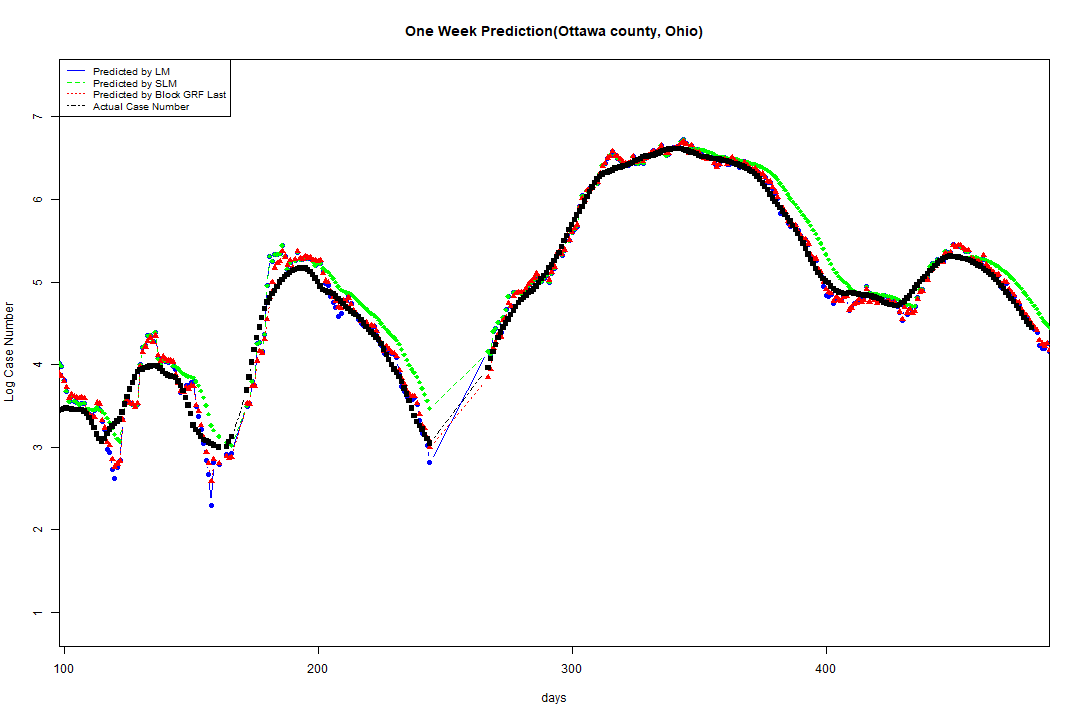 One Week Prediction(Ottawa county, Ohio)
Predicted by LM
Predicted by SLM
Predicted by Block GRF Last
Actual Case Number
7
6
5
4
3
2
1
Log Case Number
100 200 300 400
days